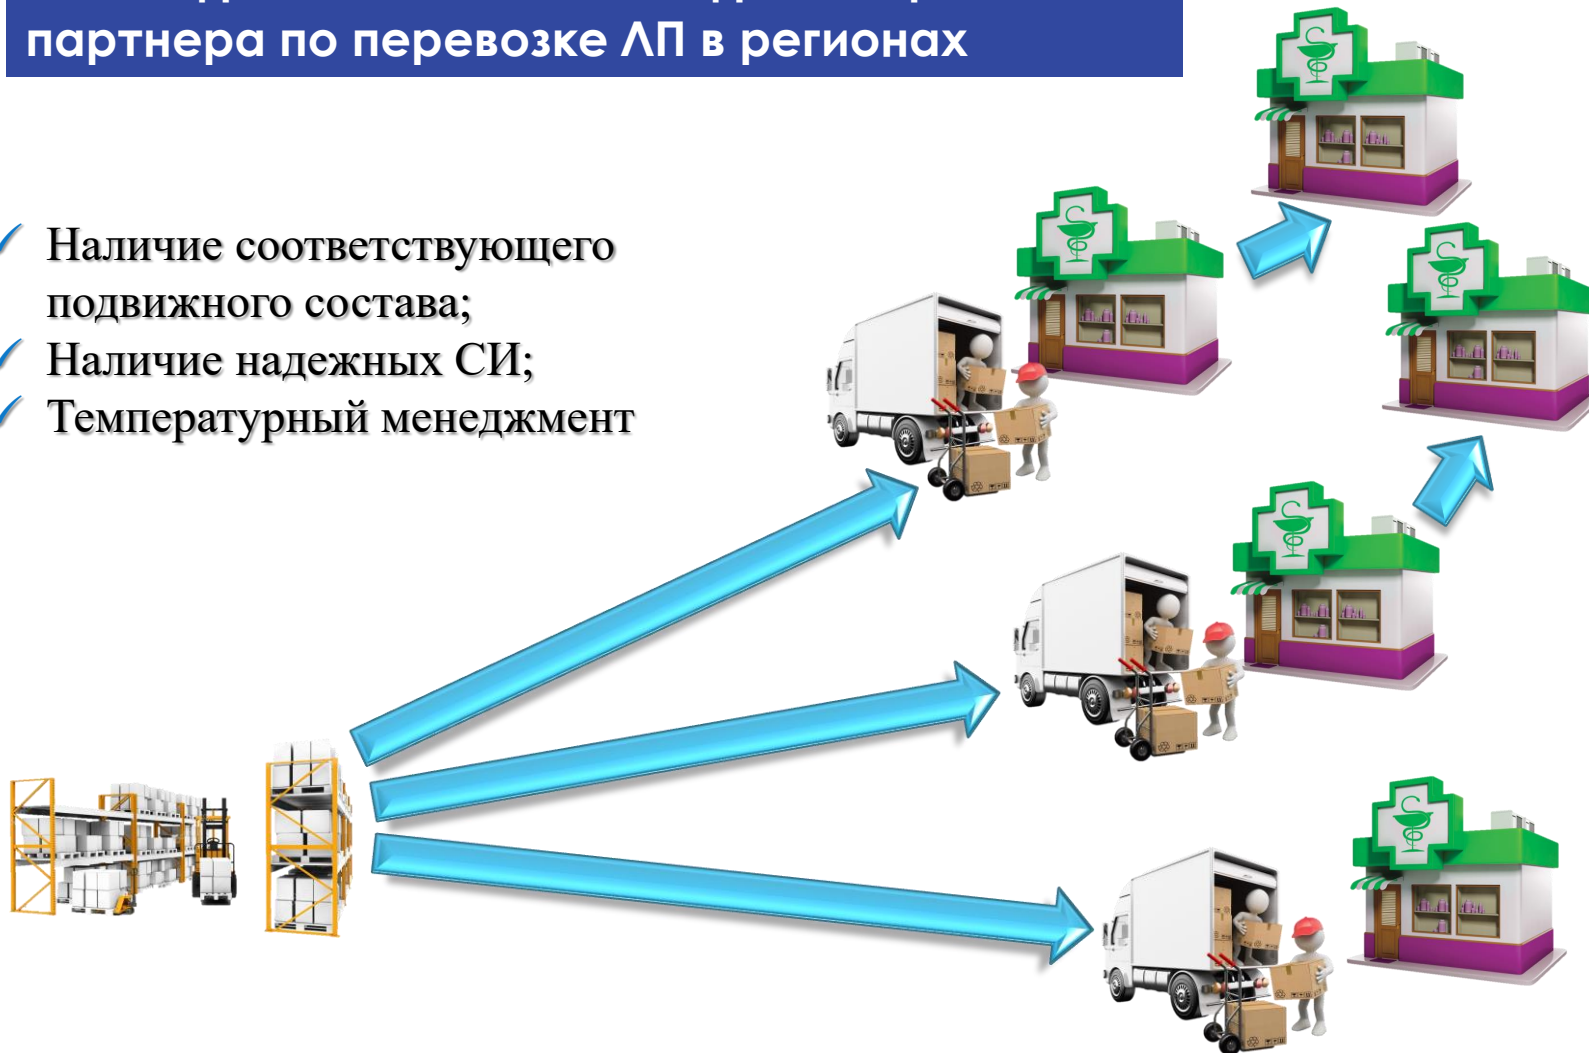 партнера по перевозке ЛП в регионах
Наличие соответствующего
подвижного состава;
Наличие надежных СИ;
Температурный менеджмент